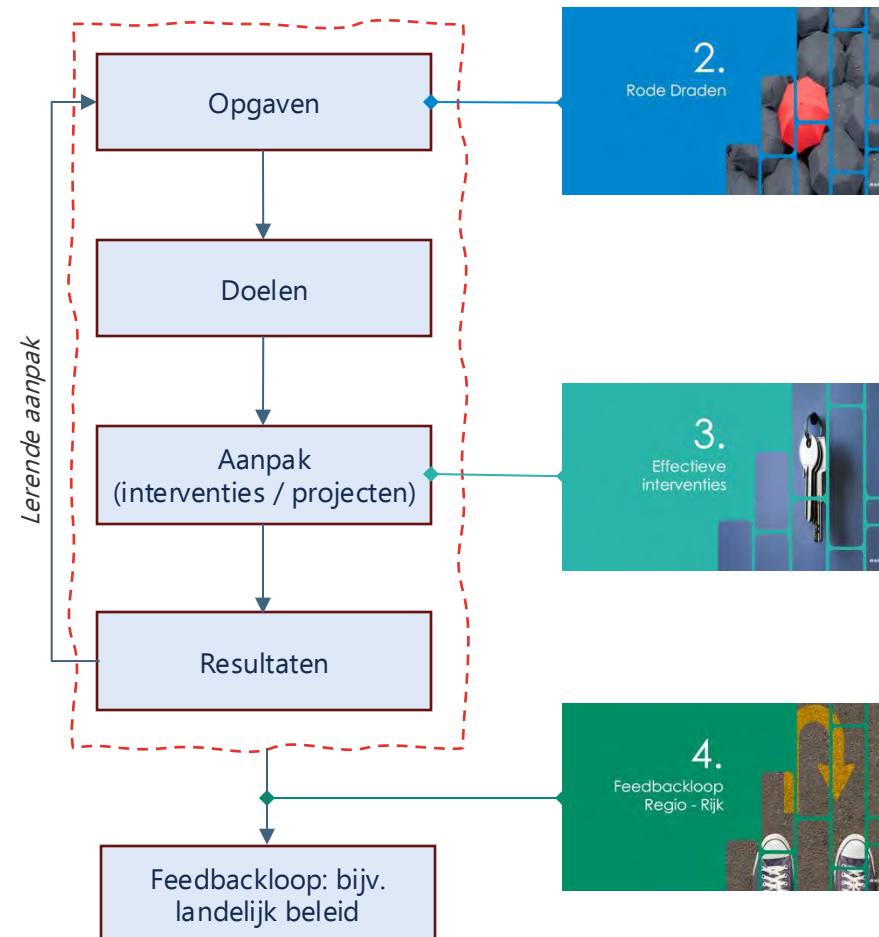 Opgaven
2.
Rode Draden
Doelen
Lerende aanpak
Aanpak
(interventies / projecten)
3.
Effectieve
interventies
Resultaten
4.
Feedbackloop
Regio - Rijk
Feedbackloop: bijv.
landelijk beleid